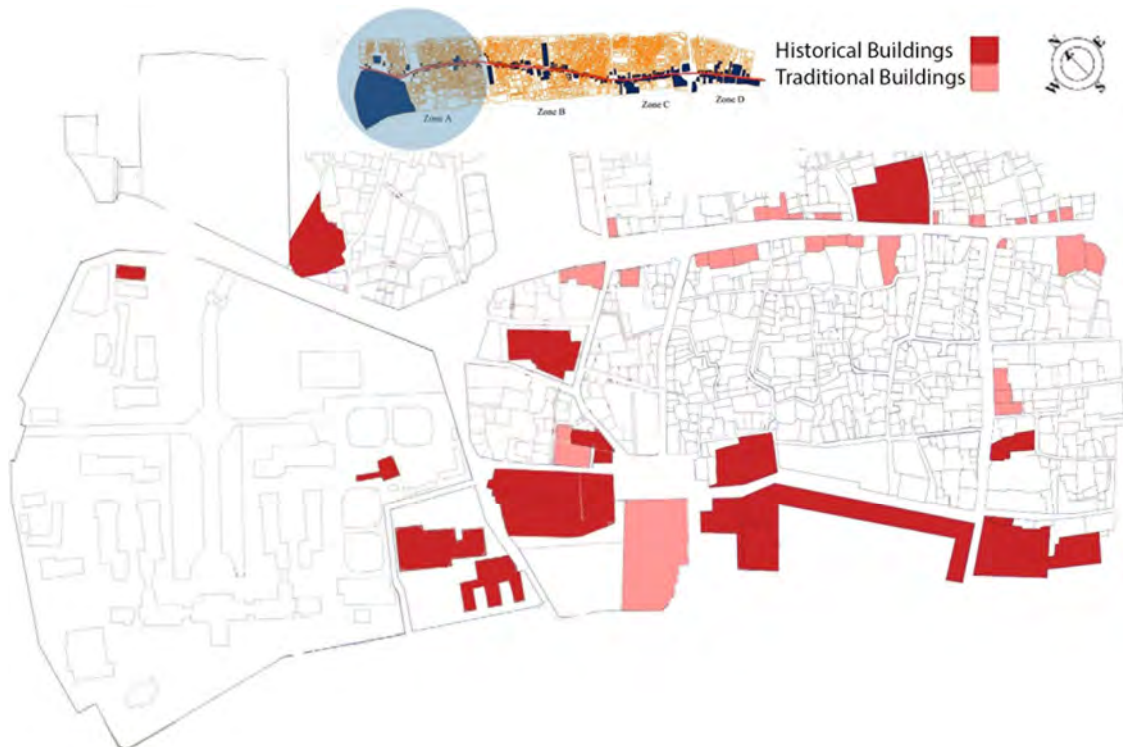 Historical Buildings
Traditional Buildings
N
E
W
S
Zone A
Zone B
Zone C
Zone D